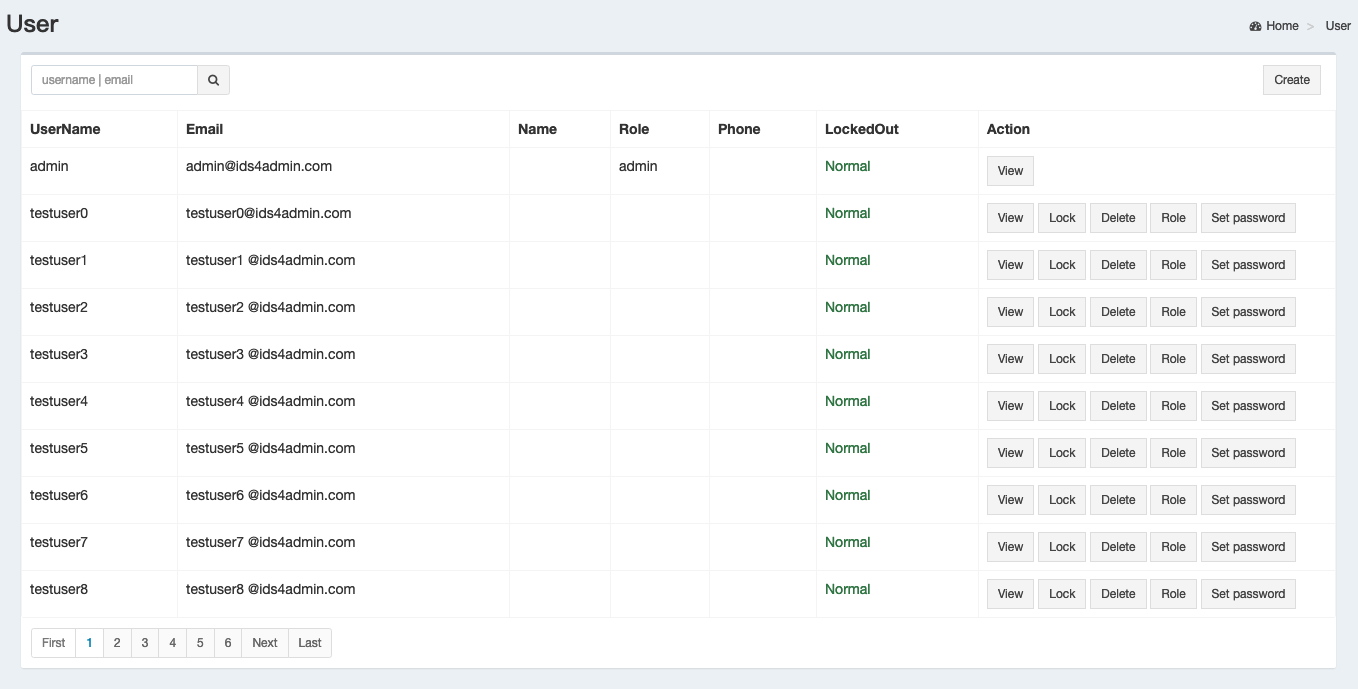 User
Home > User
username | email
Create
UserName Email Name Role Phone LockedOut Action
admin admin@ids4admin.com admin Normal View
testuser0 testuser0@ids4admin.com Normal View Lock Delete Role Set password
testuser1 testuser1 @ids4admin.com Normal View Lock Delete Role Set password
testuser2 testuser2 @ids4admin.com Normal View Lock Delete Role Set password
testuser3 testuser3 @ids4admin.com Normal View Lock Delete Role Set password
testuser4 testuser4 @ids4admin.com Normal View Lock Delete Role Set password
testuser5 testuser5 @ids4admin.com Normal View Lock Delete Role Set password
testuser6 testuser6 @ids4admin.com Normal View Lock Delete Role Set password
testuser7 testuser7 @ids4admin.com Normal View Lock Delete Role Set password
testuser8 testuser8 @ids4admin.com Normal View Lock Delete Role Set password
First 1 2 3 4 5 6 Next Last